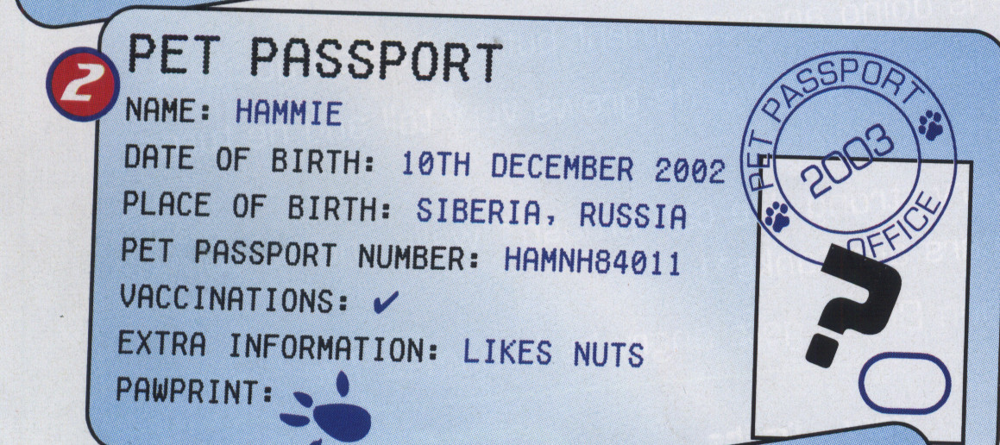 2
PET PASSPORT
NAME: HAMMIE
DATE OF BIRTH: 10TH DECEMBER 2002
PLACE OF BIRTH: SIBERIA, RUSSIA
PET PASSPORT NUMBER: HAMNH84011
VACCINATIONS: ✔
EXTRA INFORMATION: LIKES NUTS
PAWPRINT:
PET PASSPORT
2003
OFFICE
?